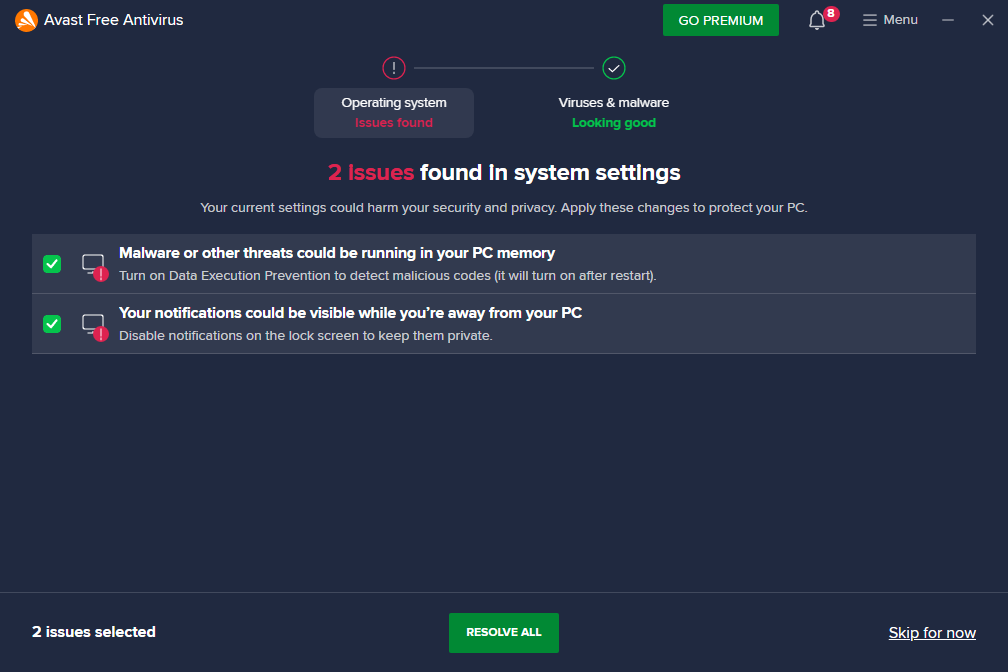 Avast Free Antivirus
GO PREMIUM
8
Menu
Operating system
Issues found
Viruses & malware
Looking good
2 issues found in system settings
Your current settings could harm your security and privacy. Apply these changes to protect your PC.
Malware or other threats could be running in your PC memory
Turn on Data Execution Prevention to detect malicious codes (it will turn on after restart).
Your notifications could be visible while you’re away from your PC
Disable notifications on the lock screen to keep them private.
2 issues selected
RESOLVE ALL
Skip for now